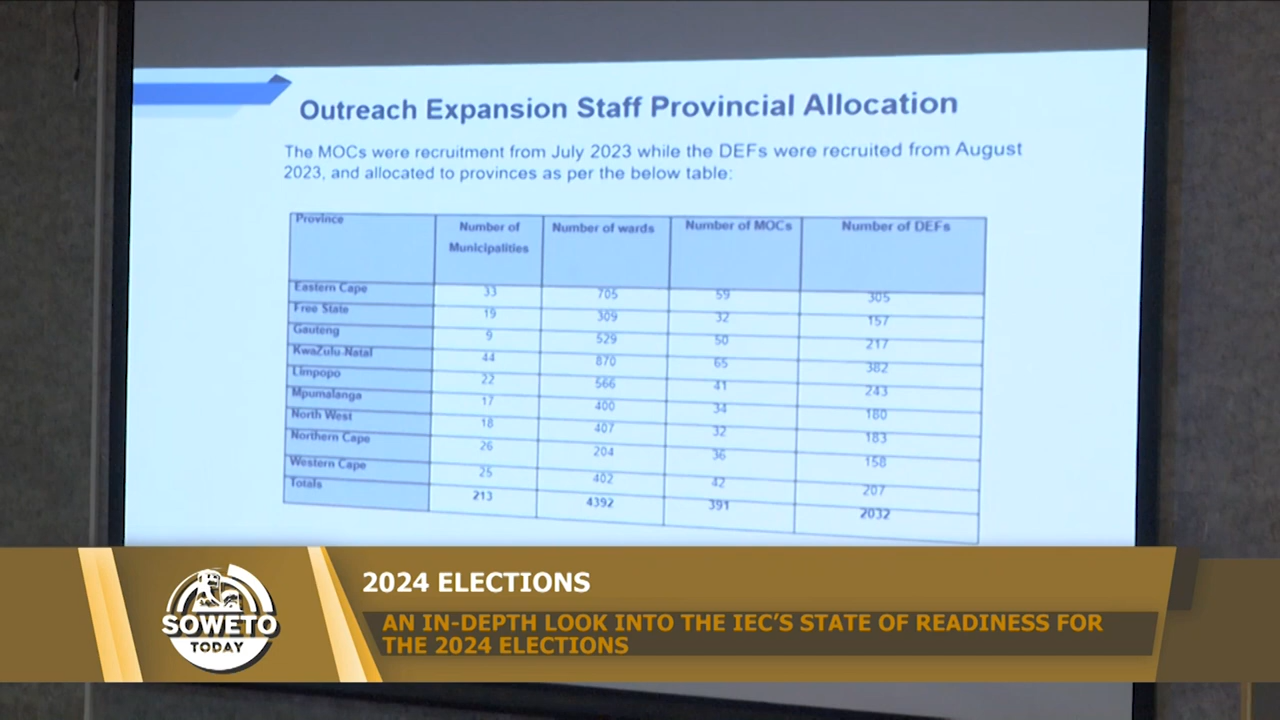 Outreach Expansion Staff Provincial Allocation
The MOCs were recruitment from July 2023 while the DEFs were recruited from August
2023, and allocated to provinces as per the below table:
Province Number of Municipalities Number of wards Number of MOCs Number of DEFs
Eastern Cape 33 705 59 305
Free State 19 309 32 157
Gauteng 9 529 50 217
KwaZulu-Natal 44 870 65 382
Limpopo 22 566 41 243
Mpumalanga 17 400 34 180
North West 18 407 32 183
Northern Cape 26 204 36 158
Western Cape 25 402 42 207
Totals 213 4392 391 2032
2024 ELECTIONS
AN IN-DEPTH LOOK INTO THE IEC'S STATE OF READINESS FOR
THE 2024 ELECTIONS
SOWETO
TODAY